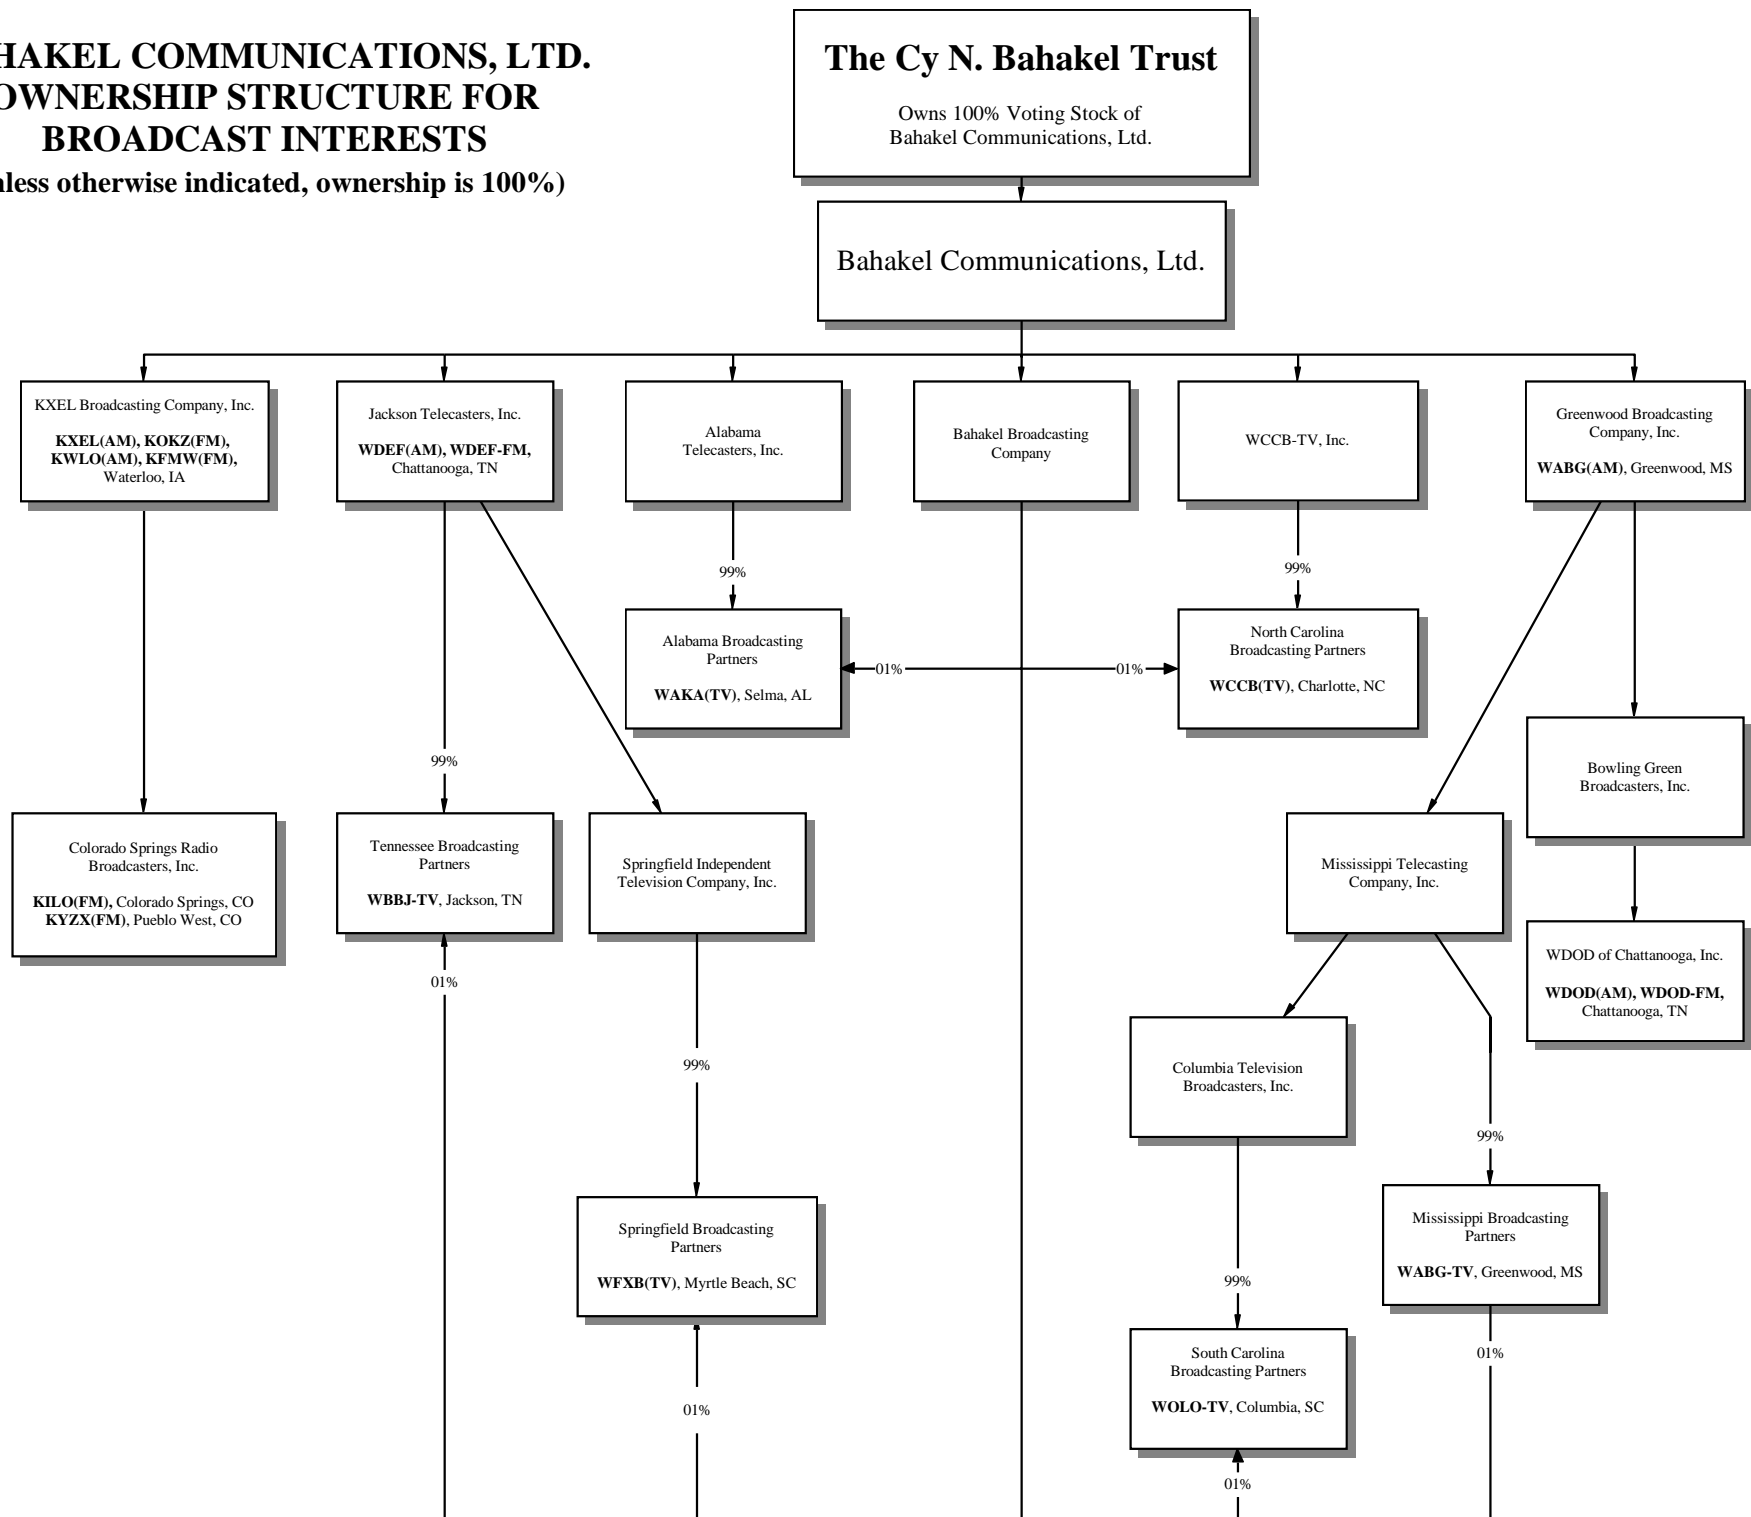 HAKEL COMMUNICATIONS, LTD.
OWNERSHIP STRUCTURE FOR
BROADCAST INTERESTS
less otherwise indicated, ownership is 100%)
The Cy N. Bahakel Trust
Owns 100% Voting Stock of
Bahakel Communications, Ltd.
Bahakel Communications, Ltd.
KXEL Broadcasting Company, Inc.
KXEL(AM), KOKZ(FM),
KWLO(AM), KFMW(FM),
Waterloo, IA
Jackson Telecasters, Inc.
WDEF(AM), WDEF-FM,
Chattanooga, TN
Alabama
Telecasters, Inc.
Bahakel Broadcasting
Company
WCCB-TV, Inc.
Greenwood Broadcasting
Company, Inc.
WABG(AM), Greenwood, MS
99%
99%
Alabama Broadcasting
Partners
WAKA(TV), Selma, AL
01%
01%
North Carolina
Broadcasting Partners
WCCB(TV), Charlotte, NC
99%
Bowling Green
Broadcasters, Inc.
Colorado Springs Radio
Broadcasters, Inc.
KILO(FM), Colorado Springs, CO
KYZX(FM), Pueblo West, CO
Tennessee Broadcasting
Partners
WBBJ-TV, Jackson, TN
Springfield Independent
Television Company, Inc.
Mississippi Telecasting
Company, Inc.
WDOD of Chattanooga, Inc.
WDOD(AM), WDOD-FM,
Chattanooga, TN
01%
99%
Columbia Television
Broadcasters, Inc.
99%
Springfield Broadcasting
Partners
WFXB(TV), Myrtle Beach, SC
99%
Mississippi Broadcasting
Partners
WABG-TV, Greenwood, MS
South Carolina
Broadcasting Partners
WOLO-TV, Columbia, SC
01%
01%
01%